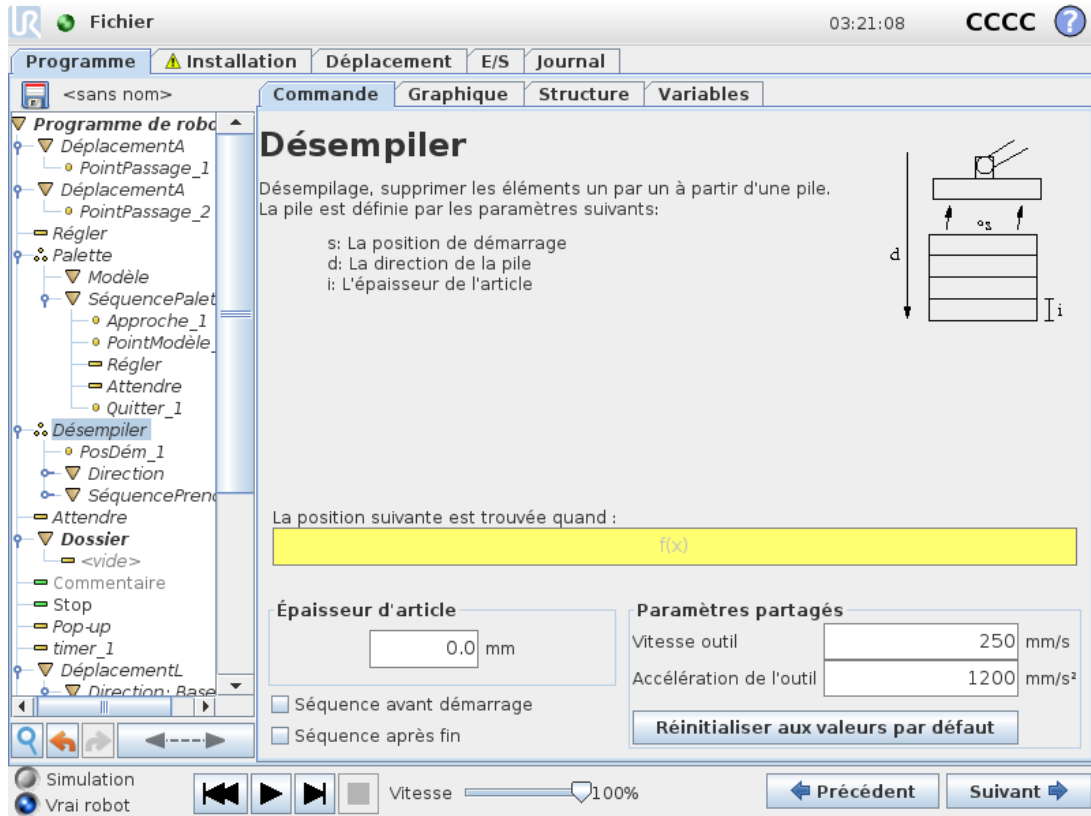 UR Fichier 03:21:08 CCCC ?
Programme Installation Déplacement E/S Journal
<sans nom> Commande Graphique Structure Variables
Programme de robo
DéplacementA
PointPassage_1
DéplacementA
PointPassage_2
Régler
Palette
Modèle
SéquencePalet
Approche_1
PointModèle_
Régler
Attendre
Quitter_1
Désempiler
PosDém_1
Direction
SéquencePrend
Attendre
Dossier
<vide>
Commentaire
Stop
Pop-up
timer_1
DéplacementL
Direction: Base
Désempiler
Désempilage, supprimer les éléments un par un à partir d'une pile.
La pile est définie par les paramètres suivants:
s: La position de démarrage
d: La direction de la pile
i: L'épaisseur de l'article
s
d
i
La position suivante est trouvée quand :
f(x)
Épaisseur d'article
0.0 mm
Séquence avant démarrage
Séquence après fin
Paramètres partagés
Vitesse outil 250 mm/s
Accélération de l'outil 1200 mm/s²
Réinitialiser aux valeurs par défaut
Simulation
Vrai robot
Vitesse 100%
Précédent Suivant